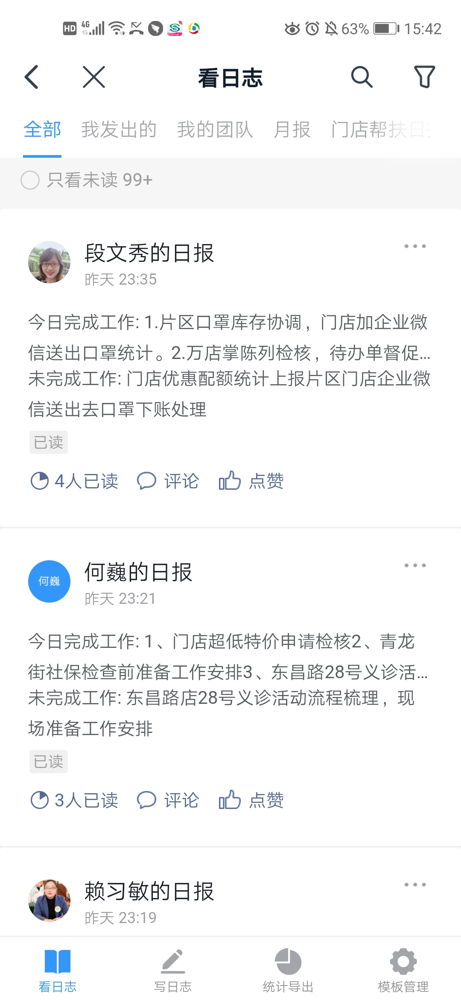 HD 4G 63% 15:42
看日志
全部 我发出的 我的团队 月报 门店帮扶日
只看未读 99+
段文秀的日报
昨天 23:35
今日完成工作: 1.片区口罩库存协调，门店加企业微
信送出口罩统计。2.万店掌陈列检核，待办单督促...
未完成工作: 门店优惠配额统计上报片区门店企业微
信送出去口罩下账处理
已读
4人已读 评论 点赞
何巍的日报
何巍
昨天 23:21
今日完成工作: 1、门店超低特价申请检核2、青龙
街社保检查前准备工作安排3、东昌路28号义诊活...
未完成工作: 东昌路店28号义诊活动流程梳理，现
场准备工作安排
已读
3人已读 评论 点赞
赖习敏的日报
昨天 23:19
看日志 写日志 统计导出 模板管理